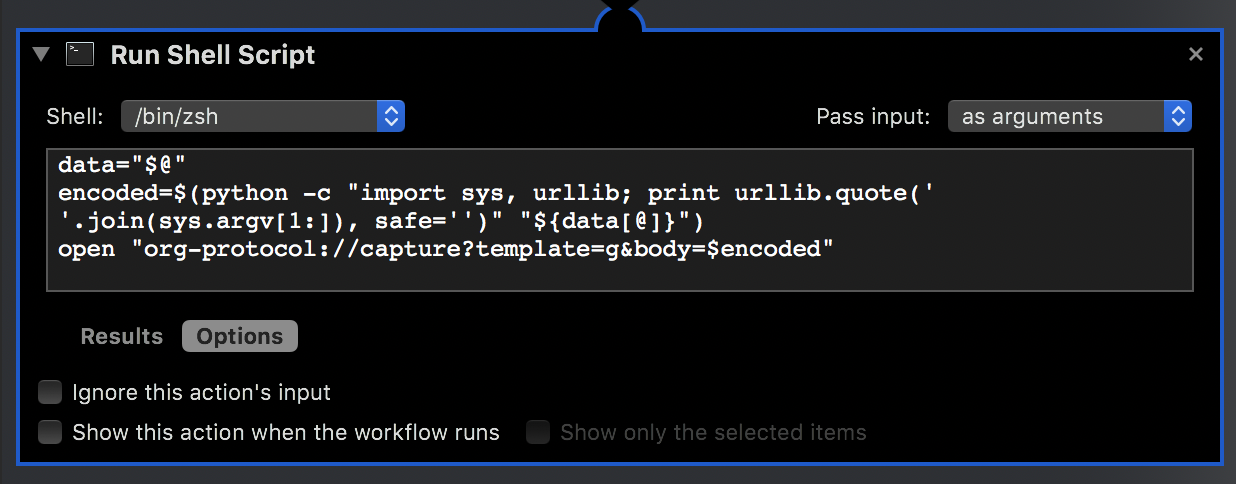 Run Shell Script
Shell: /bin/zsh Pass input: as arguments
data="$@"
encoded=$(python -c "import sys, urllib; print urllib.quote('
'.join(sys.argv[1:]), safe='')" "${data[@]}")
open "org-protocol://capture?template=g&body=$encoded"
Results Options
Ignore this action's input
Show this action when the workflow runs Show only the selected items